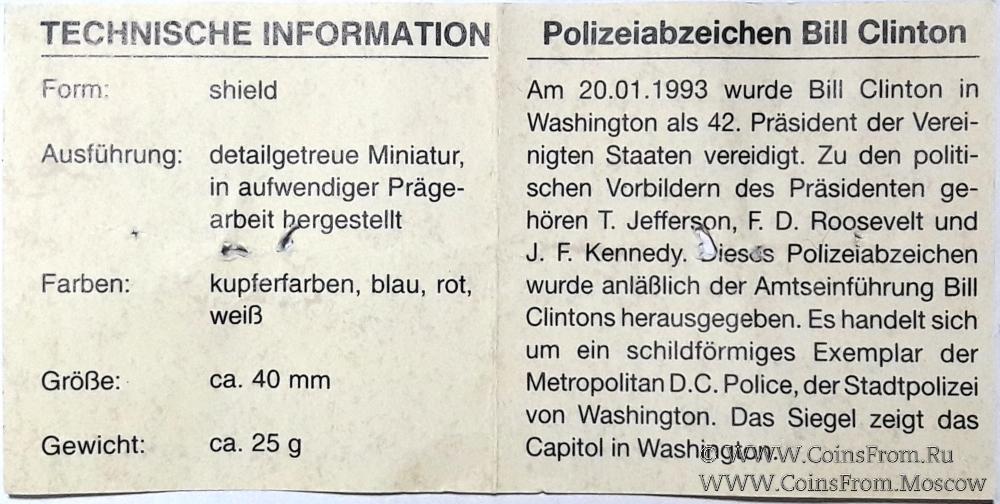 TECHNISCHE INFORMATION
Form: shield
Ausführung: detailgetreue Miniatur,
in aufwendiger Präge-
arbeit hergestellt
Farben: kupferfarben, blau, rot,
weiß
Größe: ca. 40 mm
Gewicht: ca. 25 g
Polizeiabzeichen Bill Clinton
Am 20.01.1993 wurde Bill Clinton in
Washington als 42. Präsident der Verei-
nigten Staaten vereidigt. Zu den politi-
schen Vorbildern des Präsidenten ge-
hören T. Jefferson, F. D. Roosevelt und
J. F. Kennedy. Dieses Polizeiabzeichen
wurde anläßlich der Amtseinführung Bill
Clintons herausgegeben. Es handelt sich
um ein schildförmiges Exemplar der
Metropolitan D.C. Police, der Stadtpolizei
von Washington. Das Siegel zeigt das
Capitol in Washington.
© WWW.CoinsFrom.Ru
WWW.CoinsFrom.Moscow